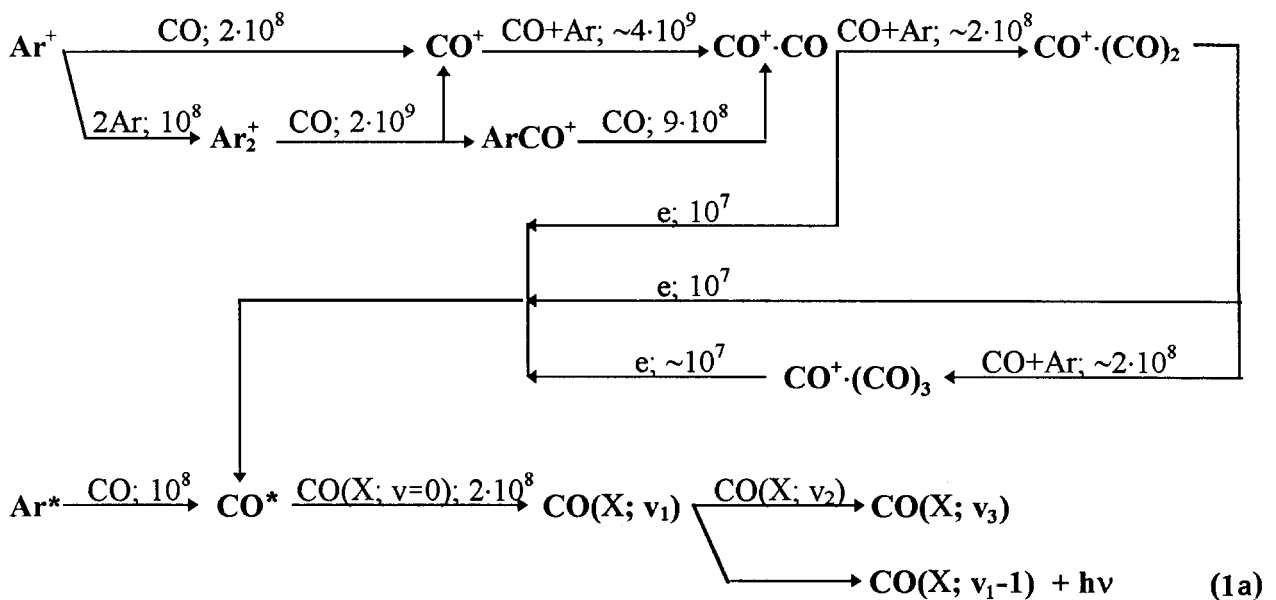 Ar⁺ CO; 2·10⁸ CO⁺ CO+Ar; ~4·10⁹ CO⁺·CO CO+Ar; ~2·10⁸ CO⁺·(CO)₂
2Ar; 10⁸ Ar₂⁺ CO; 2·10⁹ ArCO⁺ CO; 9·10⁸
e; 10⁷
e; 10⁷
e; ~10⁷ CO⁺·(CO)₃ CO+Ar; ~2·10⁸
Ar* CO; 10⁸ CO* CO(X; v=0); 2·10⁸ CO(X; v₁) CO(X; v₂) CO(X; v₃)
CO(X; v₁-1) + hν (1a)